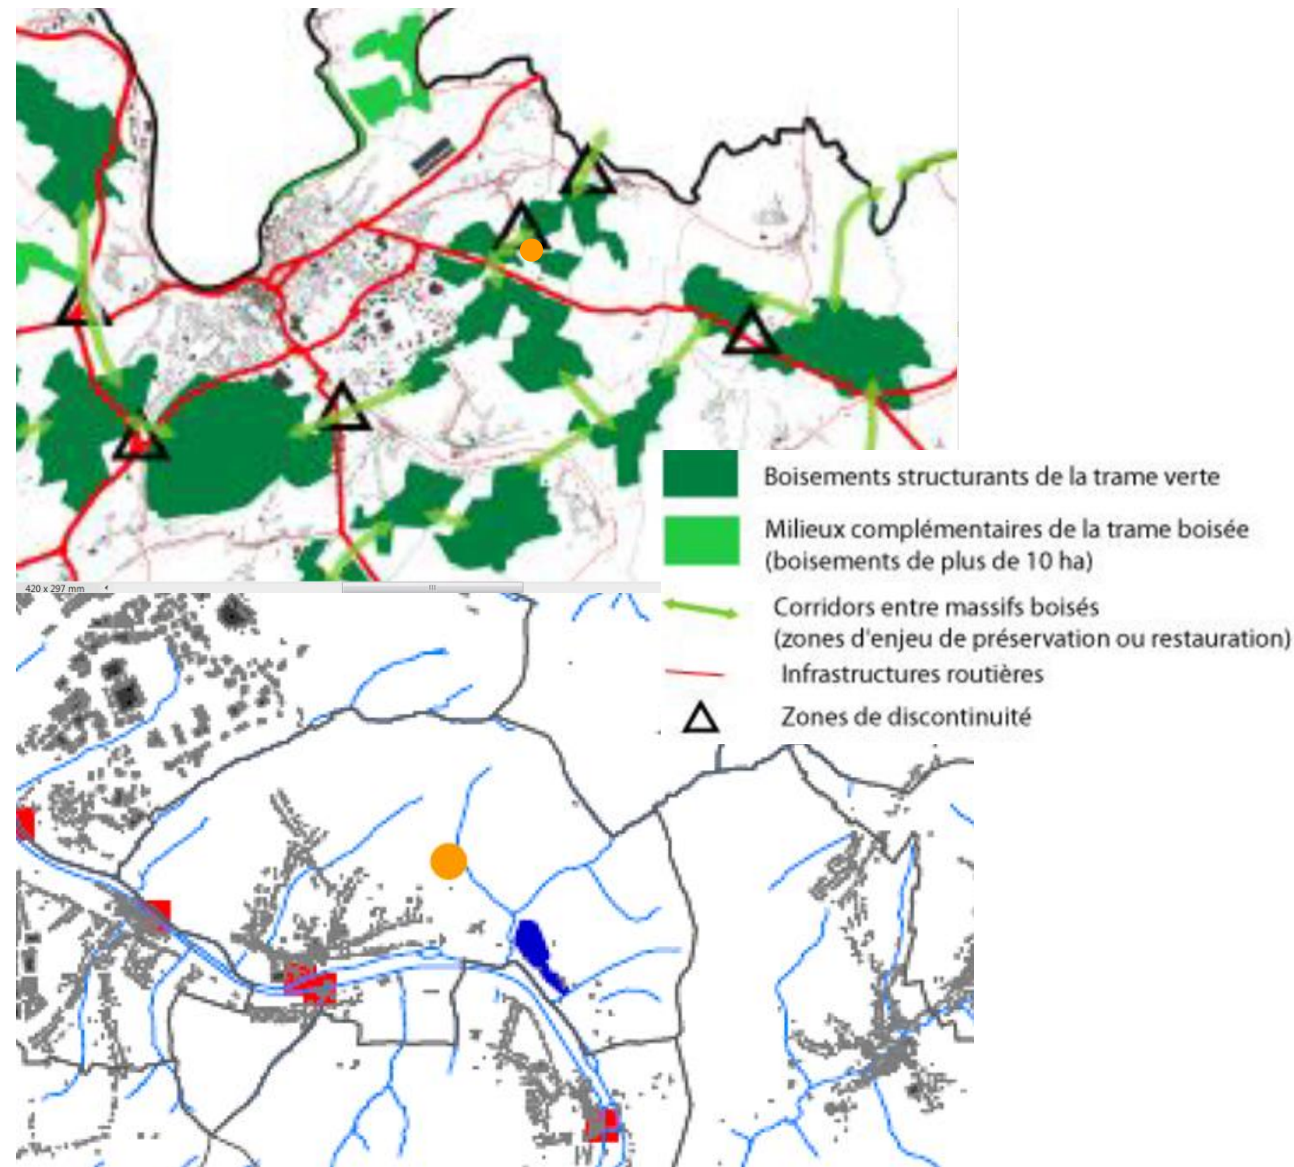 420 x 297 mm
Boisements structurants de la trame verte
Milieux complémentaires de la trame boisée
(boisements de plus de 10 ha)
Corridors entre massifs boisés
(zones d'enjeu de préservation ou restauration)
Infrastructures routières
Zones de discontinuité